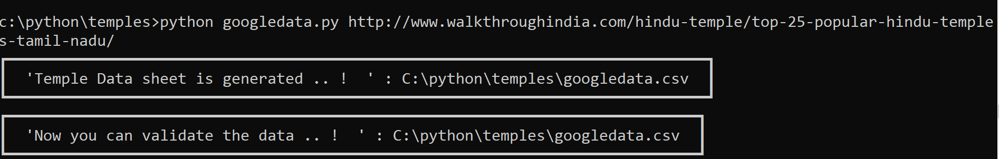 c:\python\temples>python googledata.py http://www.walkthroughindia.com/hindu-temple/top-25-popular-hindu-temple
s-tamil-nadu/
'Temple Data sheet is generated .. !  ' : C:\python\temples\googledata.csv
'Now you can validate the data .. !  ' : C:\python\temples\googledata.csv